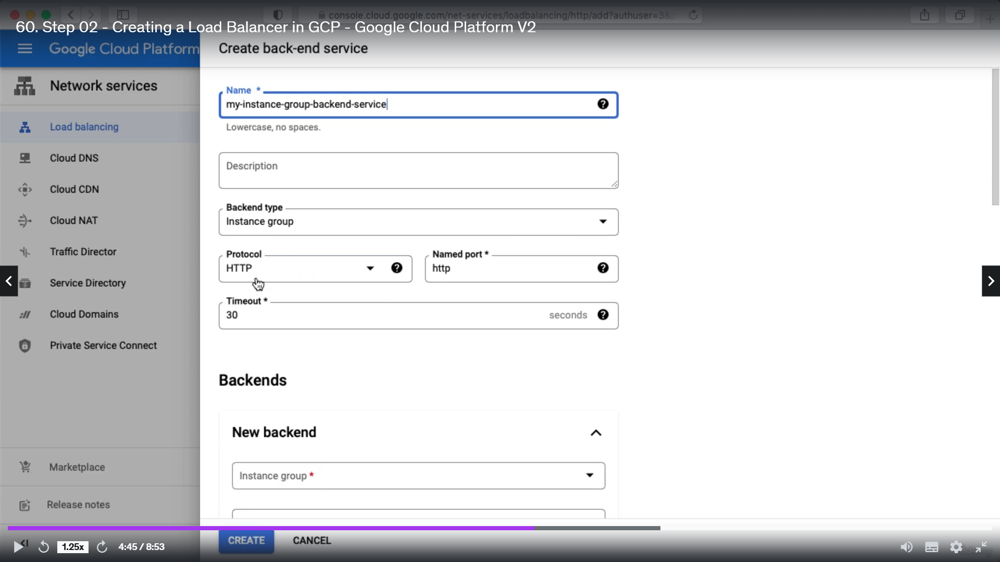 console.cloud.google.com/net-services/loadbalancing/http/add?authuser=3&p
60. Step 02 - Creating a Load Balancer in GCP - Google Cloud Platform V2
Google Cloud Platform
Create back-end service
Network services
Load balancing
Cloud DNS
Cloud CDN
Cloud NAT
Traffic Director
Service Directory
Cloud Domains
Private Service Connect
Marketplace
Release notes
Name *
my-instance-group-backend-service
Lowercase, no spaces.
Description
Backend type
Instance group
Protocol
HTTP
Named port *
http
Timeout *
30
seconds
Backends
New backend
Instance group *
CREATE
CANCEL
1.25x
4:45 / 8:53